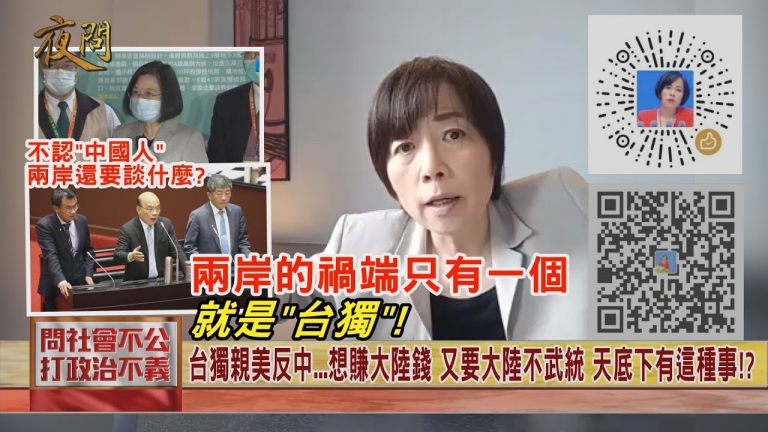 夜問
不認"中國人"
兩岸還要談什麼?
兩岸的禍端只有一個
就是"台獨"!
問社會不公
打政治不義
台獨親美反中...想賺大陸錢 又要大陸不武統 天底下有這種事!?